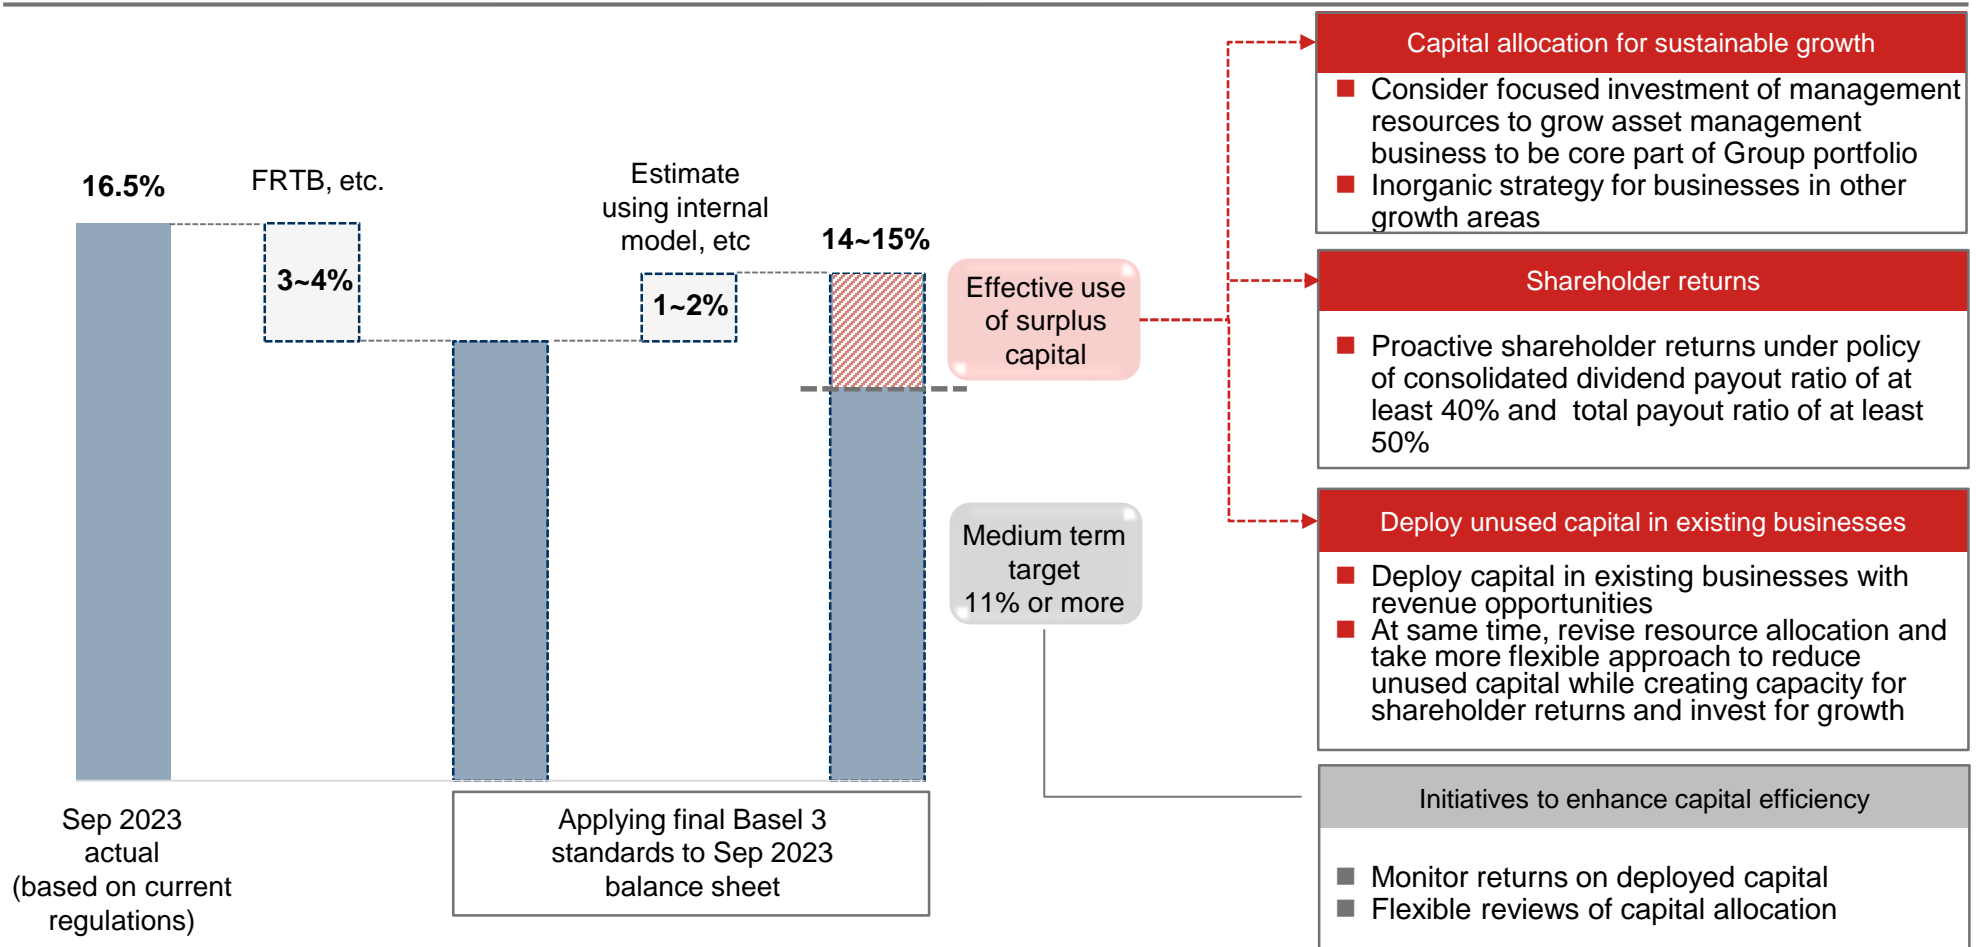 16.5%
FRTB, etc.
3~4%
Estimate
using internal
model, etc
1~2%
14~15%
Sep 2023
actual
(based on current
regulations)
Applying final Basel 3
standards to Sep 2023
balance sheet
Effective use
of surplus
capital
Medium term
target
11% or more
Capital allocation for sustainable growth
Consider focused investment of management
resources to grow asset management
business to be core part of Group portfolio
Inorganic strategy for businesses in other
growth areas
Shareholder returns
Proactive shareholder returns under policy
of consolidated dividend payout ratio of at
least 40% and  total payout ratio of at least
50%
Deploy unused capital in existing businesses
Deploy capital in existing businesses with
revenue opportunities
At same time, revise resource allocation and
take more flexible approach to reduce
unused capital while creating capacity for
shareholder returns and invest for growth
Initiatives to enhance capital efficiency
Monitor returns on deployed capital
Flexible reviews of capital allocation